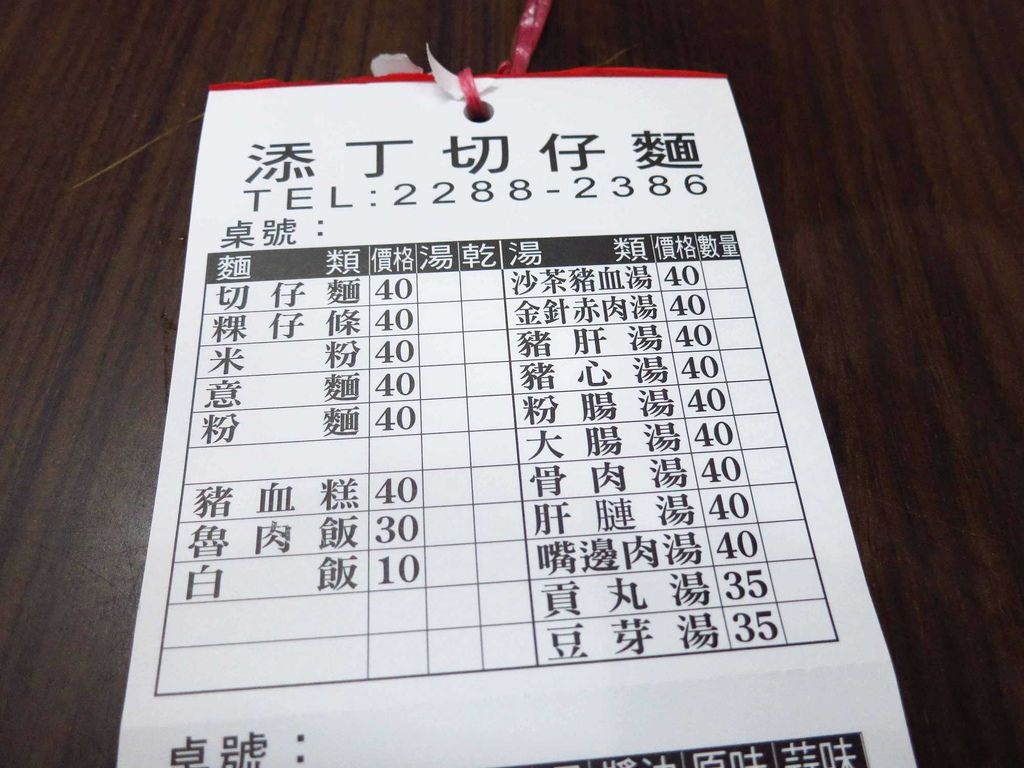 添丁切仔麵
TEL:2288-2386
桌號：
麵類 價格 湯 乾 湯類 價格 數量
切仔麵 40 沙茶豬血湯 40
粿仔條 40 金針赤肉湯 40
米粉 40 豬肝湯 40
意麵 40 豬心湯 40
粉麵 40 粉腸湯 40
大腸湯 40
豬血糕 40 骨肉湯 40
魯肉飯 30 肝膗湯 40
白飯 10 嘴邊肉湯 40
貢丸湯 35
豆芽湯 35
桌號：
醬油 原味 蒜味